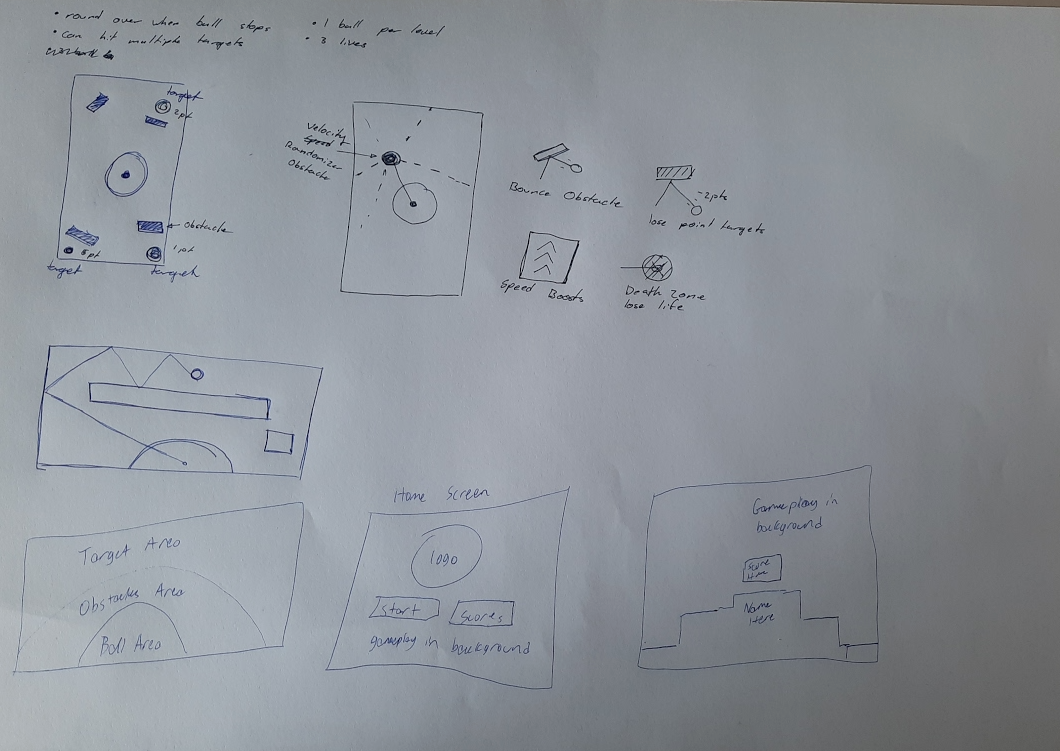 • round over when ball stops
• can hit multiple targets
• 1 ball per level
• 3 lives
target
2pt
Obstacle
5pt
1pt
target
target
Velocity
Speed
Randomizer
Obstacle
Bounce Obstacle
-2pts
lose point targets
Speed Boosts
Death Zone
lose life
Target Area
Obstacles Area
Ball Area
Home Screen
logo
Start
Scores
gameplay in background
Gameplay in
background
Score
Here
Name
Here